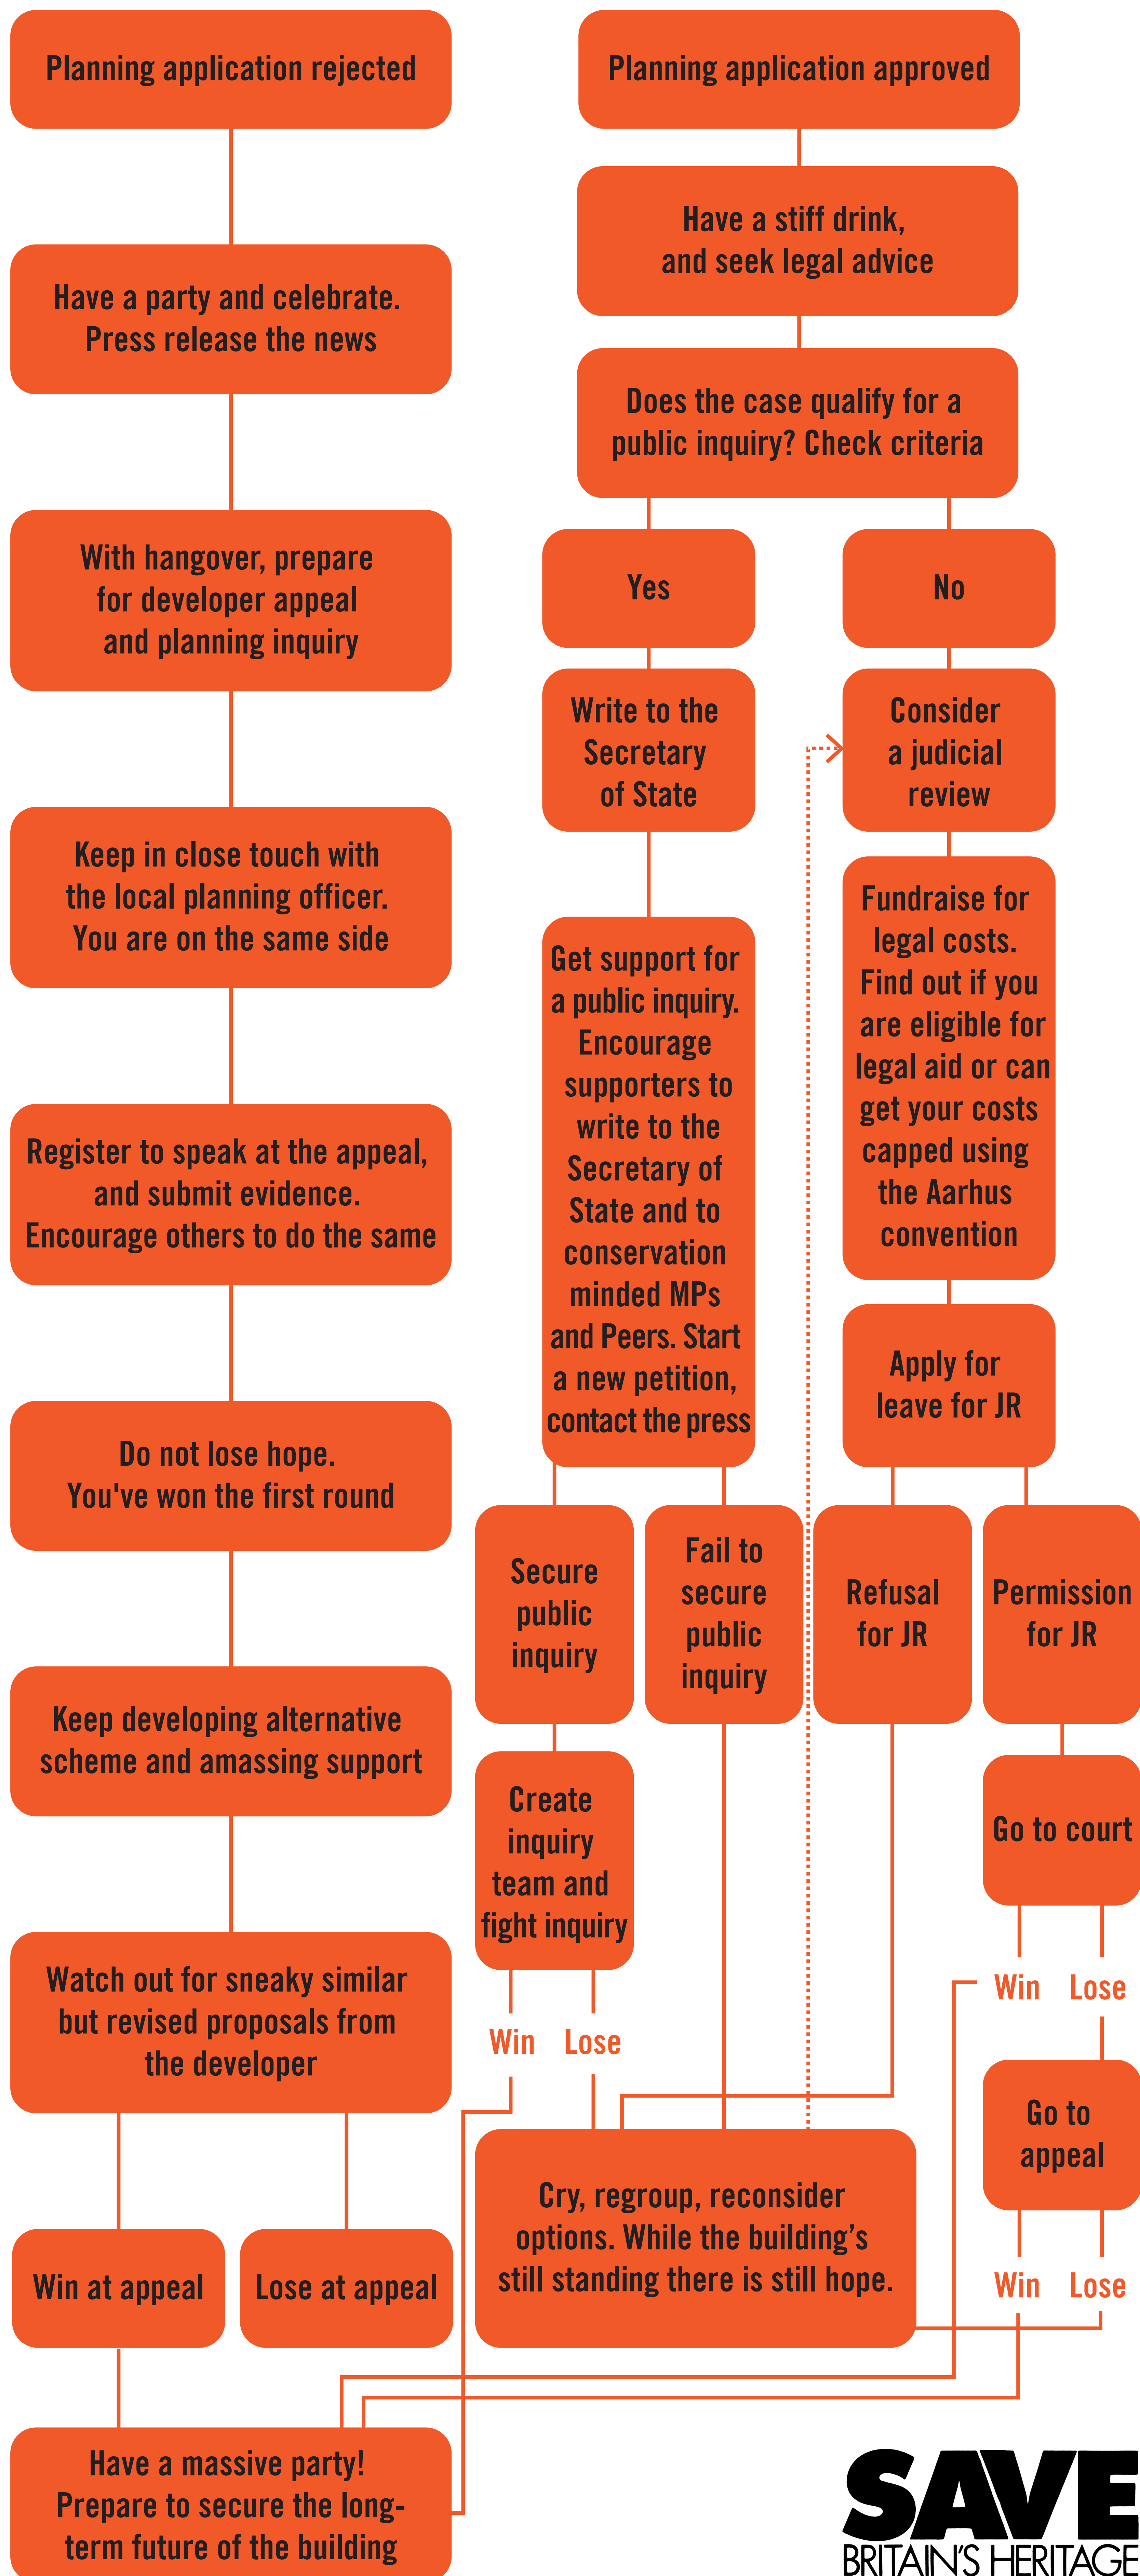 Planning application rejected
Have a party and celebrate.
Press release the news
With hangover, prepare
for developer appeal
and planning inquiry
Keep in close touch with
the local planning officer.
You are on the same side
Register to speak at the appeal,
and submit evidence.
Encourage others to do the same
Do not lose hope.
You've won the first round
Keep developing alternative
scheme and amassing support
Watch out for sneaky similar
but revised proposals from
the developer
Win at appeal
Lose at appeal
Have a massive party!
Prepare to secure the long-
term future of the building
Planning application approved
Have a stiff drink,
and seek legal advice
Does the case qualify for a
public inquiry? Check criteria
Yes
Write to the
Secretary
of State
Get support for
a public inquiry.
Encourage
supporters to
write to the
Secretary of
State and to
conservation
minded MPs
and Peers. Start
a new petition,
contact the press
Secure
public
inquiry
Create
inquiry
team and
fight inquiry
Win
Lose
Fail to
secure
public
inquiry
No
Consider
a judicial
review
Fundraise for
legal costs.
Find out if you
are eligible for
legal aid or can
get your costs
capped using
the Aarhus
convention
Apply for
leave for JR
Refusal
for JR
Permission
for JR
Go to court
Win
Lose
Go to
appeal
Win
Lose
Cry, regroup, reconsider
options. While the building’s
still standing there is still hope.
SAVE
BRITAIN'S HERITAGE